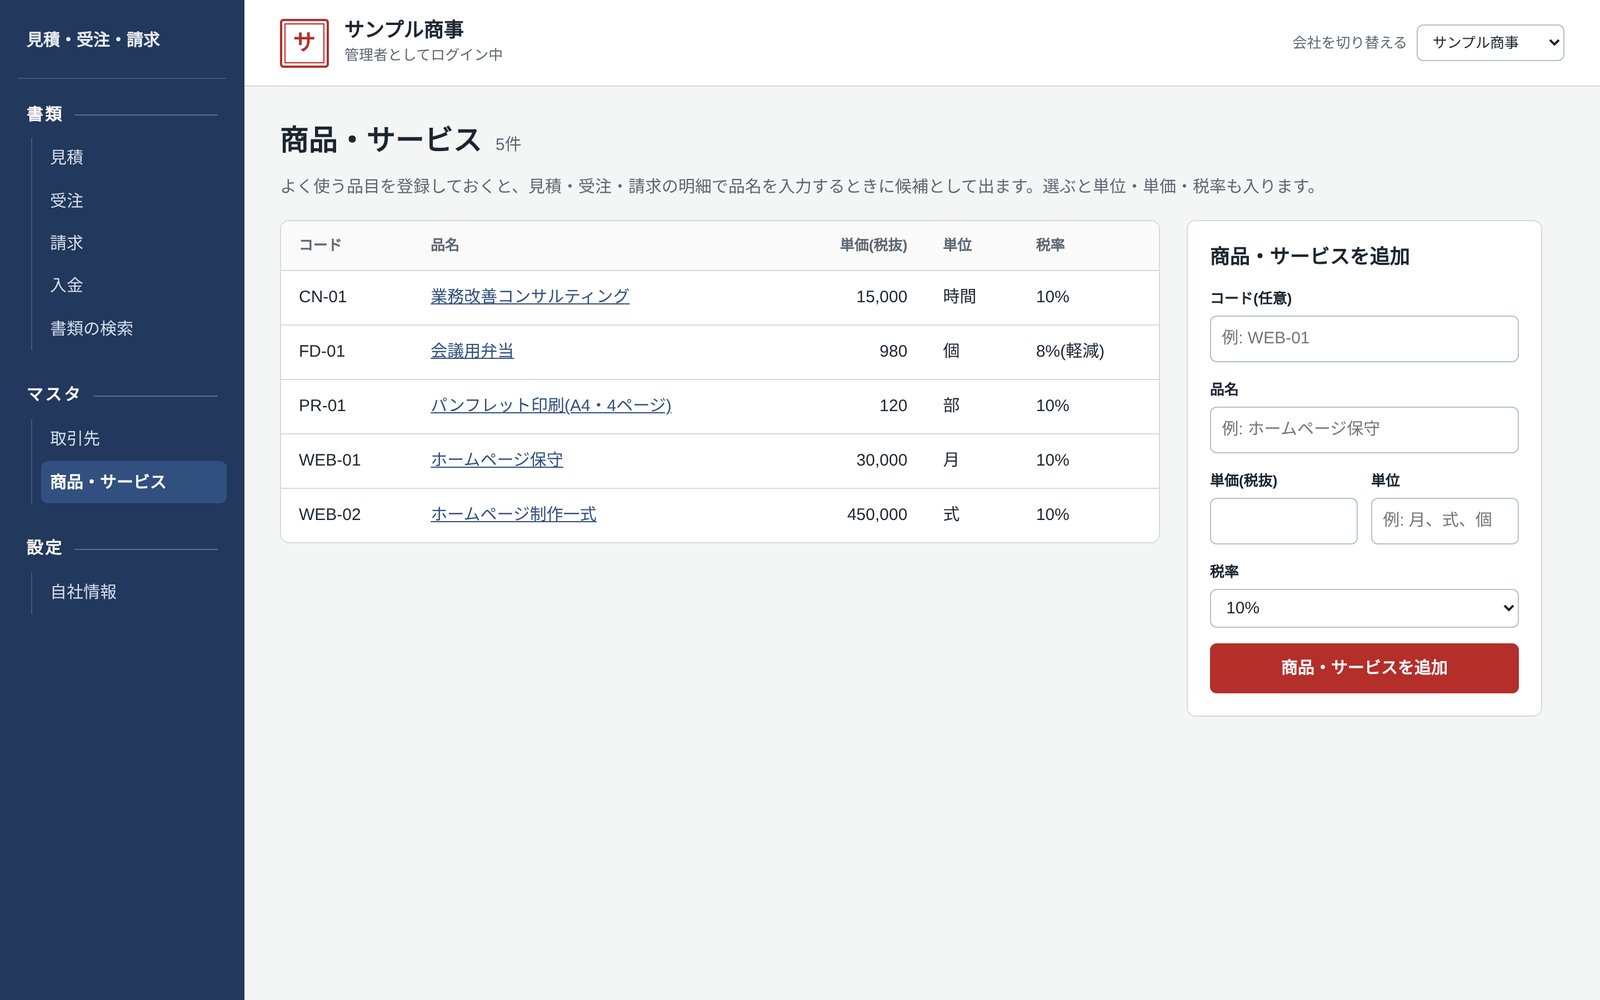 見積・受注・請求
書類
見積
受注
請求
入金
書類の検索
マスタ
取引先
商品・サービス
設定
自社情報
サ
サンプル商事
管理者としてログイン中
会社を切り替える サンプル商事
商品・サービス 5件
よく使う品目を登録しておくと、見積・受注・請求の明細で品名を入力するときに候補として出ます。選ぶと単位・単価・税率も入ります。
コード 品名 単価(税抜) 単位 税率
CN-01 業務改善コンサルティング 15,000 時間 10%
FD-01 会議用弁当 980 個 8%(軽減)
PR-01 パンフレット印刷(A4・4ページ) 120 部 10%
WEB-01 ホームページ保守 30,000 月 10%
WEB-02 ホームページ制作一式 450,000 式 10%
商品・サービスを追加
コード(任意)
例: WEB-01
品名
例: ホームページ保守
単価(税抜) 単位
例: 月、式、個
税率
10%
商品・サービスを追加